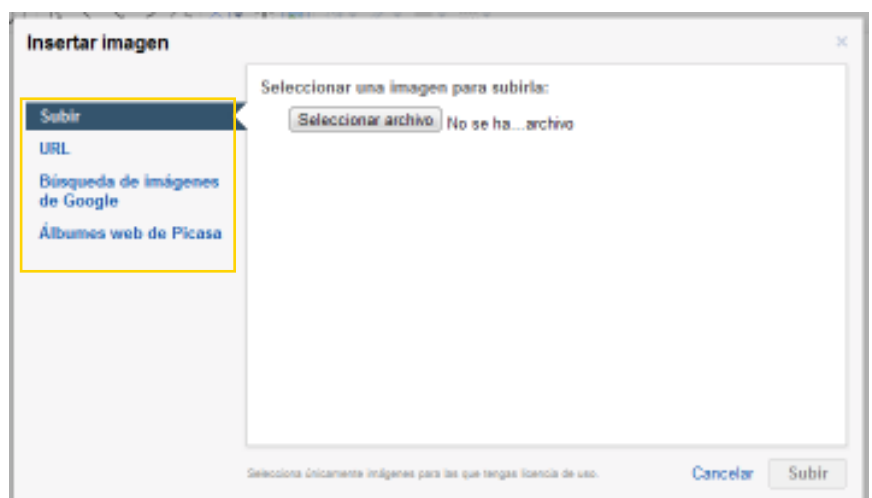 Insertar imagen
×
Seleccionar una imagen para subirla:
Subir
Seleccionar archivo No se ha...archivo
URL
Búsqueda de imágenes
de Google
Álbumes web de Picasa
Selecciona únicamente imágenes para las que tengas licencia de uso.
Cancelar
Subir